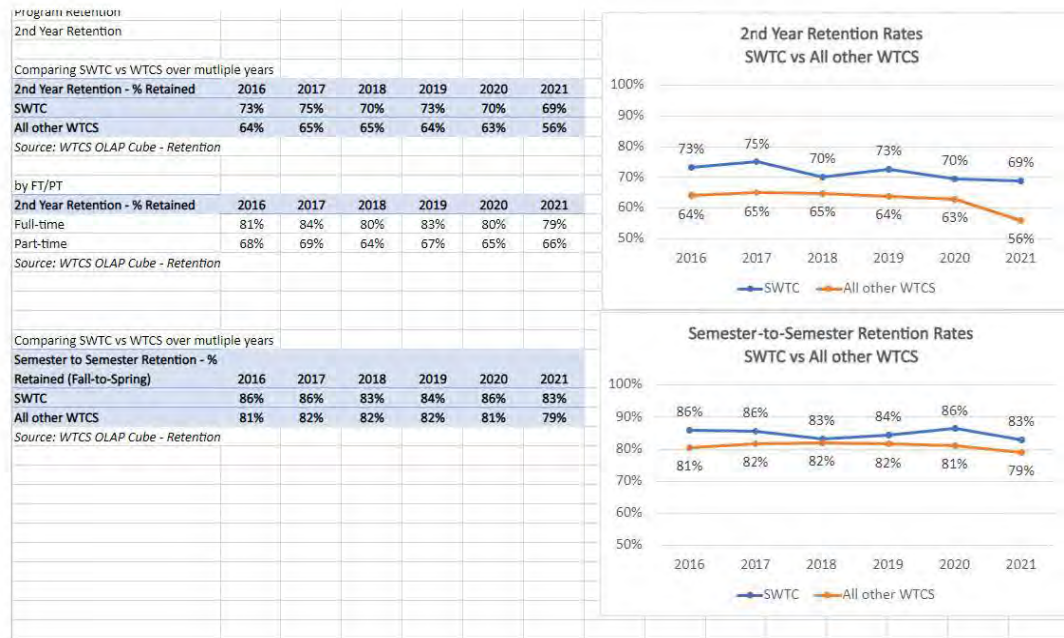 Program Retention
2nd Year Retention
Comparing SWTC vs WTCS over mutliple years
2nd Year Retention - % Retained 2016 2017 2018 2019 2020 2021
SWTC 73% 75% 70% 73% 70% 69%
All other WTCS 64% 65% 65% 64% 63% 56%
Source: WTCS OLAP Cube - Retention
by FT/PT
2nd Year Retention - % Retained 2016 2017 2018 2019 2020 2021
Full-time 81% 84% 80% 83% 80% 79%
Part-time 68% 69% 64% 67% 65% 66%
Source: WTCS OLAP Cube - Retention
Comparing SWTC vs WTCS over mutliple years
Semester to Semester Retention - %
Retained (Fall-to-Spring) 2016 2017 2018 2019 2020 2021
SWTC 86% 86% 83% 84% 86% 83%
All other WTCS 81% 82% 82% 82% 81% 79%
Source: WTCS OLAP Cube - Retention
2nd Year Retention Rates
SWTC vs All other WTCS
100%
90%
80%
70%
60%
50%
73% 75% 70% 73% 70% 69%
64% 65% 65% 64% 63% 56%
2016 2017 2018 2019 2020 2021
SWTC All other WTCS
Semester-to-Semester Retention Rates
SWTC vs All other WTCS
100%
90%
80%
70%
60%
50%
86% 86% 83% 84% 86% 83%
81% 82% 82% 82% 81% 79%
2016 2017 2018 2019 2020 2021
SWTC All other WTCS